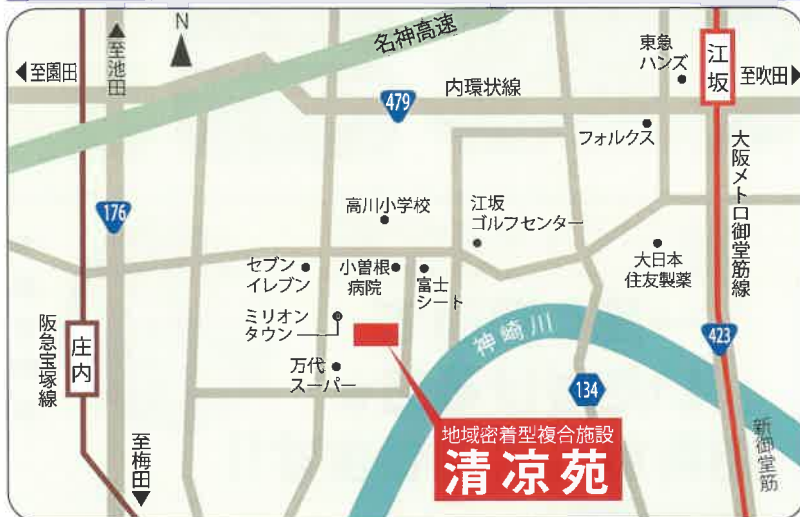 N
名神高速
至池田
至園田
東急
ハンズ
江坂
至吹田
内環状線
479
フォルクス
大阪メトロ御堂筋線
176
高川小学校
江坂
ゴルフセンター
大日本
住友製薬
セブン
イレブン
小曽根
病院
富士
シート
ミリオン
タウン
神崎川
423
阪急宝塚線
庄内
万代
スーパー
134
地域密着型複合施設
清凉苑
新御堂筋
至梅田